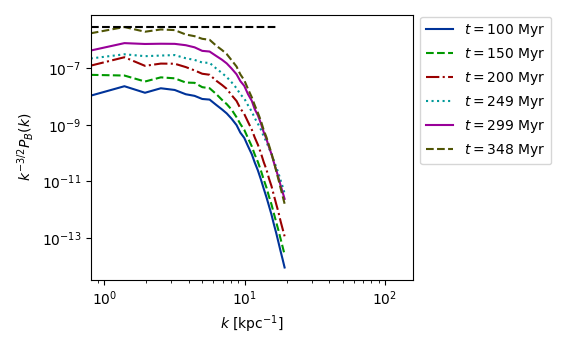 $k^{-3/2}P_B(k)$
$10^{-7}$
$10^{-9}$
$10^{-11}$
$10^{-13}$
$10^0$
$10^1$
$10^2$
$k$ [kpc$^{-1}$]
$t = 100$ Myr
$t = 150$ Myr
$t = 200$ Myr
$t = 249$ Myr
$t = 299$ Myr
$t = 348$ Myr